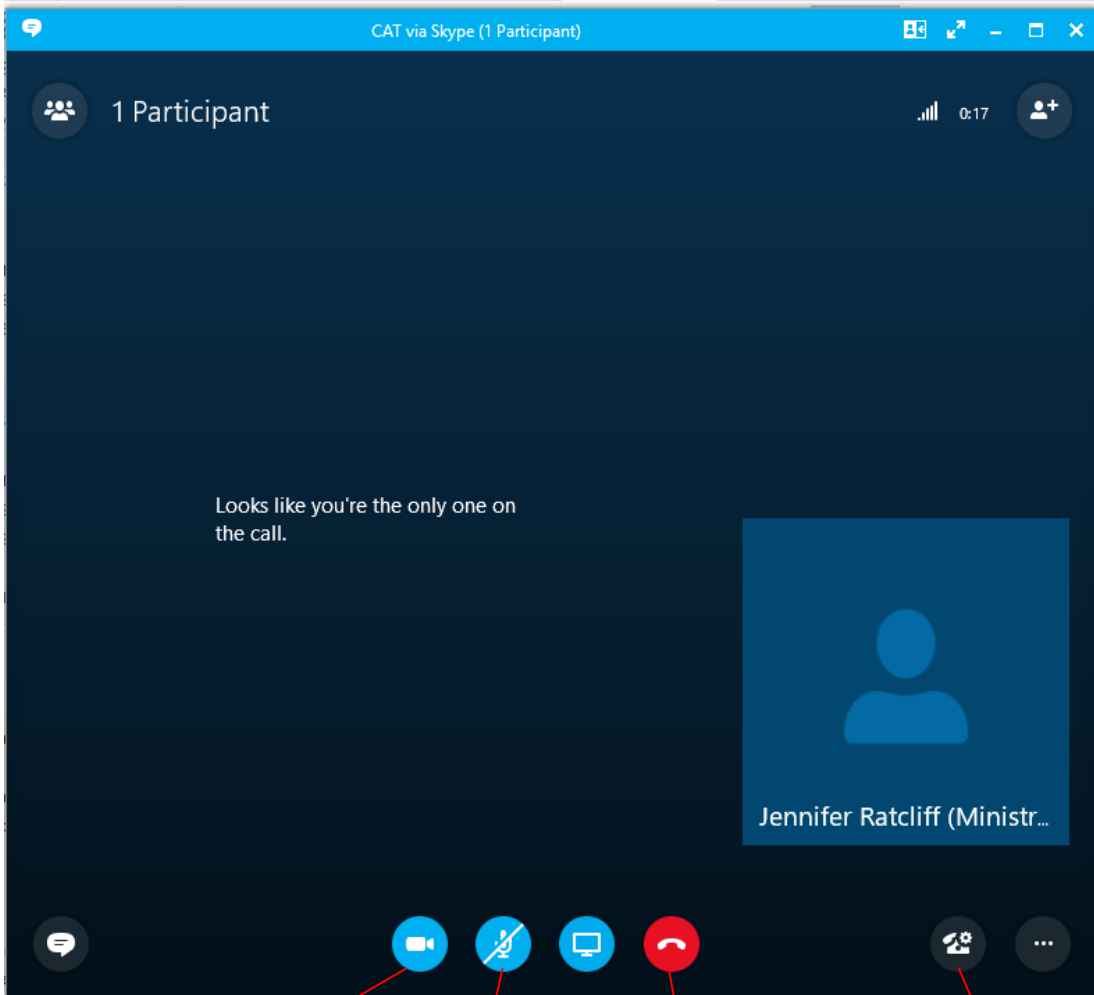 CAT via Skype (1 Participant)
1 Participant
0:17
Looks like you're the only one on
the call.
Jennifer Ratcliff (Ministr...